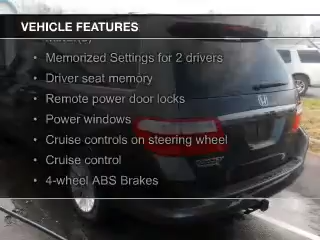 VEHICLE FEATURES
• Memorized Settings for 2 drivers
• Driver seat memory
• Remote power door locks
• Power windows
• Cruise controls on steering wheel
• Cruise control
• 4-wheel ABS Brakes